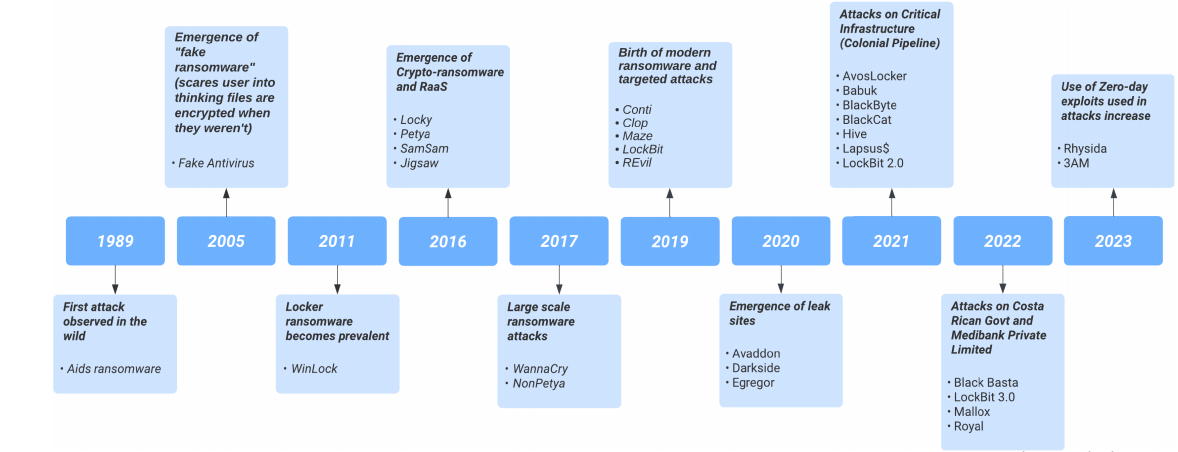 Emergence of
"fake
ransomware"
(scares user into
thinking files are
encrypted when
they weren't)
• Fake Antivirus
Emergence of
Crypto-ransomware
and RaaS
• Locky
• Petya
• SamSam
• Jigsaw
Birth of modern
ransomware and
targeted attacks
• Conti
• Clop
• Maze
• LockBit
• REvil
Attacks on Critical
Infrastructure
(Colonial Pipeline)
• AvosLocker
• Babuk
• BlackByte
• BlackCat
• Hive
• Lapsus$
• LockBit 2.0
Use of Zero-day
exploits used in
attacks increase
• Rhysida
• 3AM
1989
2005
2011
2016
2017
2019
2020
2021
2022
2023
First attack
observed in the
wild
• Aids ransomware
Locker
ransomware
becomes prevalent
• WinLock
Large scale
ransomware
attacks
• WannaCry
• NonPetya
Emergence of leak
sites
• Avaddon
• Darkside
• Egregor
Attacks on Costa
Rican Govt and
Medibank Private
Limited
• Black Basta
• LockBit 3.0
• Mallox
• Royal